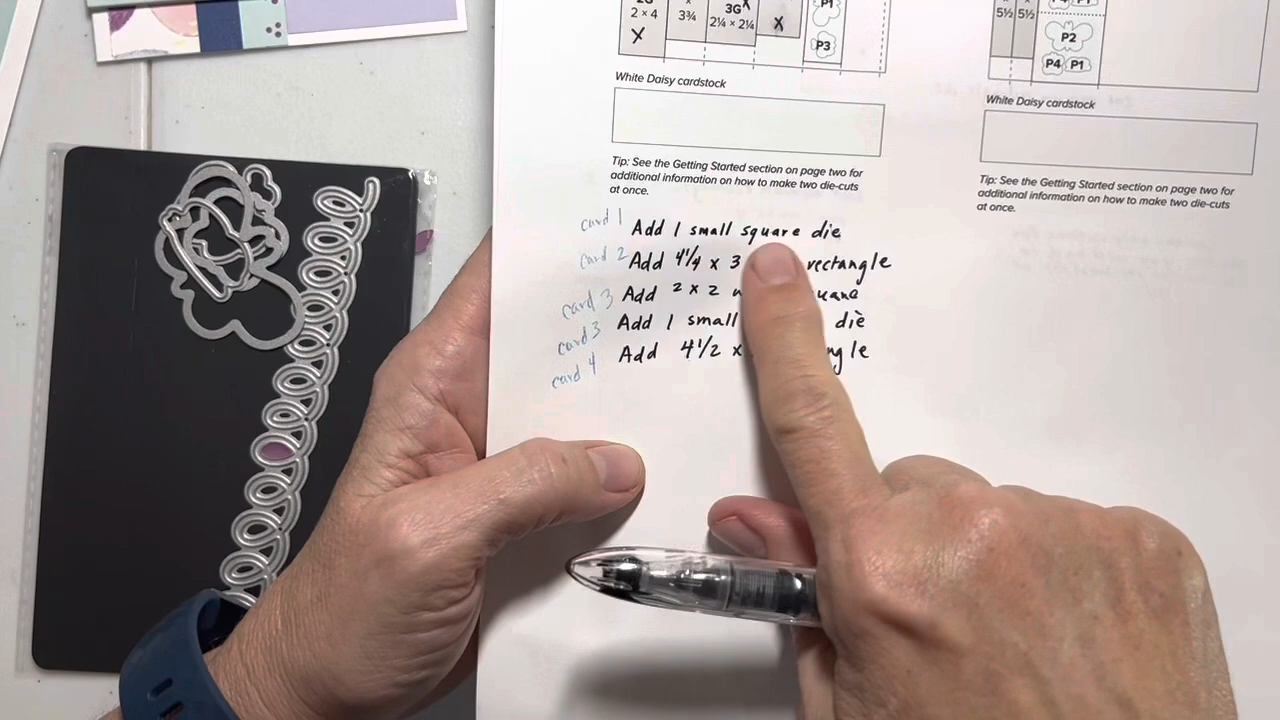 2G
2 × 4
X
×
3¾
3G X
2¼ × 2¼
X
P1
P3
White Daisy cardstock
Tip: See the Getting Started section on page two for
additional information on how to make two die-cuts
at once.
card 1 Add 1 small square die
card 2 Add 4¼ x 3 rectangle
card 3 Add 2 x 2
card 3 Add 1 small die
card 4 Add 4½ x
×
5½ 5½
P4 P1
P2
P4 P1
White Daisy cardstock
Tip: See the Getting Started section on page two for
additional information on how to make two die-cuts
at once.